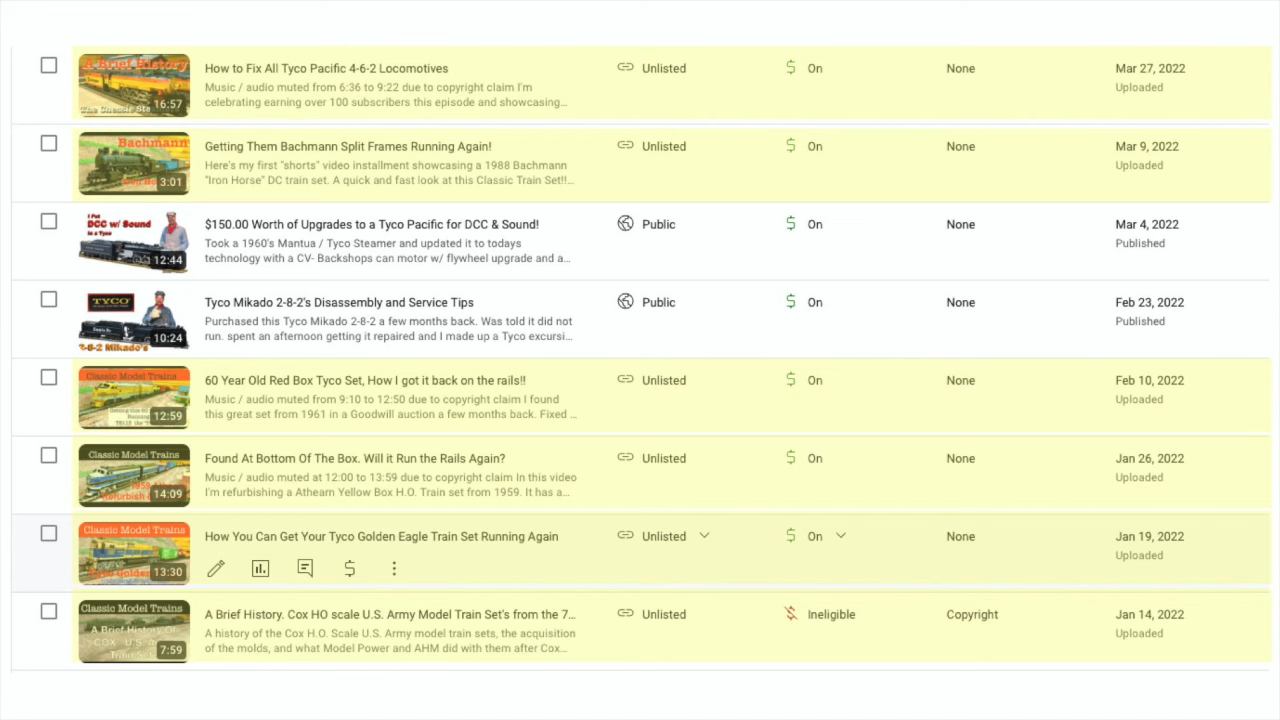 A Brief History
The Chessie
16:57
How to Fix All Tyco Pacific 4-6-2 Locomotives
Music / audio muted from 6:36 to 9:22 due to copyright claim I'm
celebrating earning over 100 subscribers this episode and showcasing…
Unlisted
On
None
Mar 27, 2022
Uploaded
Bachmann
3:01
Getting Them Bachmann Split Frames Running Again!
Here's my first "shorts" video installment showcasing a 1988 Bachmann
"Iron Horse" DC train set. A quick and fast look at this Classic Train Set!!…
Unlisted
On
None
Mar 9, 2022
Uploaded
I Put
DCC w/ Sound
in a Tyco
12:44
$150.00 Worth of Upgrades to a Tyco Pacific for DCC & Sound!
Took a 1960's Mantua / Tyco Steamer and updated it to todays
technology with a CV- Backshops can motor w/ flywheel upgrade and a…
Public
On
None
Mar 4, 2022
Published
TYCO
2-8-2 Mikado's
10:24
Tyco Mikado 2-8-2's Disassembly and Service Tips
Purchased this Tyco Mikado 2-8-2 a few months back. Was told it did not
run. spent an afternoon getting it repaired and I made up a Tyco excursi…
Public
On
None
Feb 23, 2022
Published
Classic Model Trains
12:59
60 Year Old Red Box Tyco Set, How I got it back on the rails!!
Music / audio muted from 9:10 to 12:50 due to copyright claim I found
this great set from 1961 in a Goodwill auction a few months back. Fixed …
Unlisted
On
None
Feb 10, 2022
Uploaded
Classic Model Trains
14:09
Found At Bottom Of The Box. Will it Run the Rails Again?
Music / audio muted at 12:00 to 13:59 due to copyright claim In this video
I'm refurbishing a Athearn Yellow Box H.O. Train set from 1959. It has a…
Unlisted
On
None
Jan 26, 2022
Uploaded
Classic Model Trains
Tyco Golden
13:30
How You Can Get Your Tyco Golden Eagle Train Set Running Again
Unlisted
On
None
Jan 19, 2022
Uploaded
Classic Model Trains
A Brief History Of
COX U.S. A
Train Set
7:59
A Brief History. Cox HO scale U.S. Army Model Train Set's from the 7…
A history of the Cox H.O. Scale U.S. Army model train sets, the acquisition
of the molds, and what Model Power and AHM did with them after Cox…
Unlisted
Ineligible
Copyright
Jan 14, 2022
Uploaded